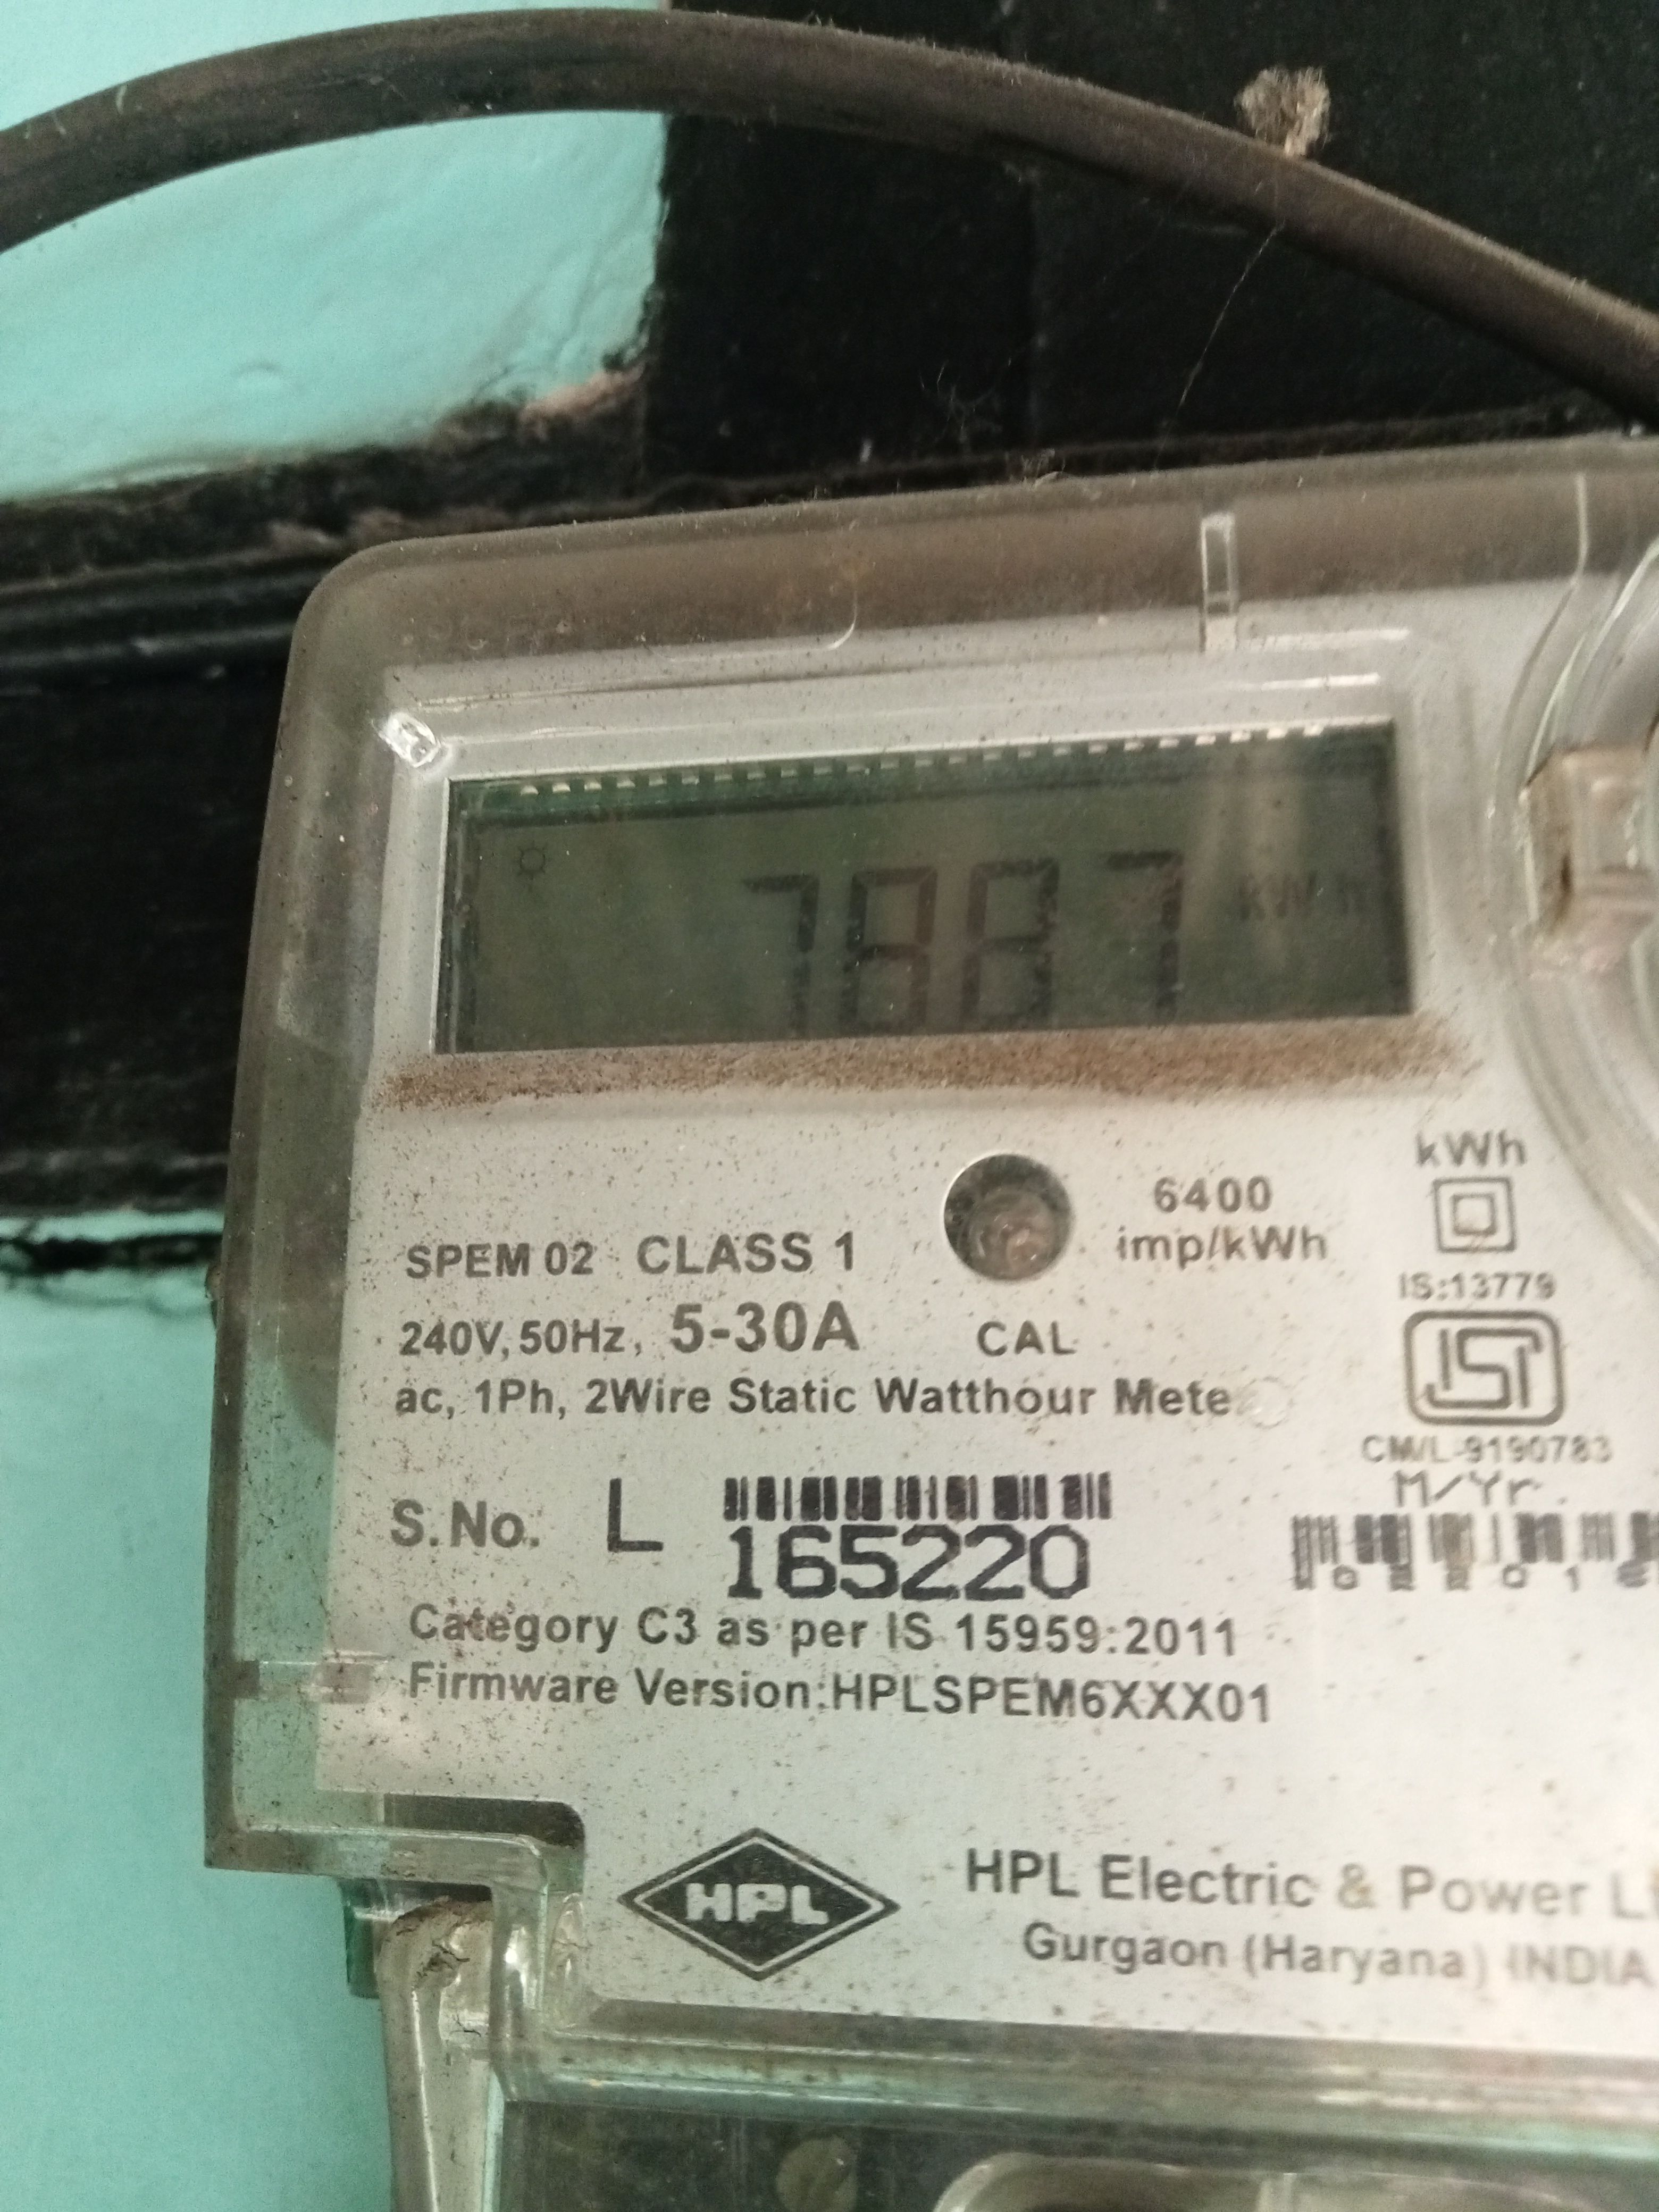 7887 kWh
kWh
6400
imp/kWh
SPEM 02 CLASS 1
IS:13779
240V, 50Hz, 5-30A
CAL
ISI
ac, 1Ph, 2Wire Static Watthour Mete
CM/L-9190783
M/Yr.
S.No. L
165220
Category C3 as per IS 15959:2011
Firmware Version:HPLSPEM6XXX01
HPL
HPL Electric & Power
Gurgaon (Haryana) INDIA